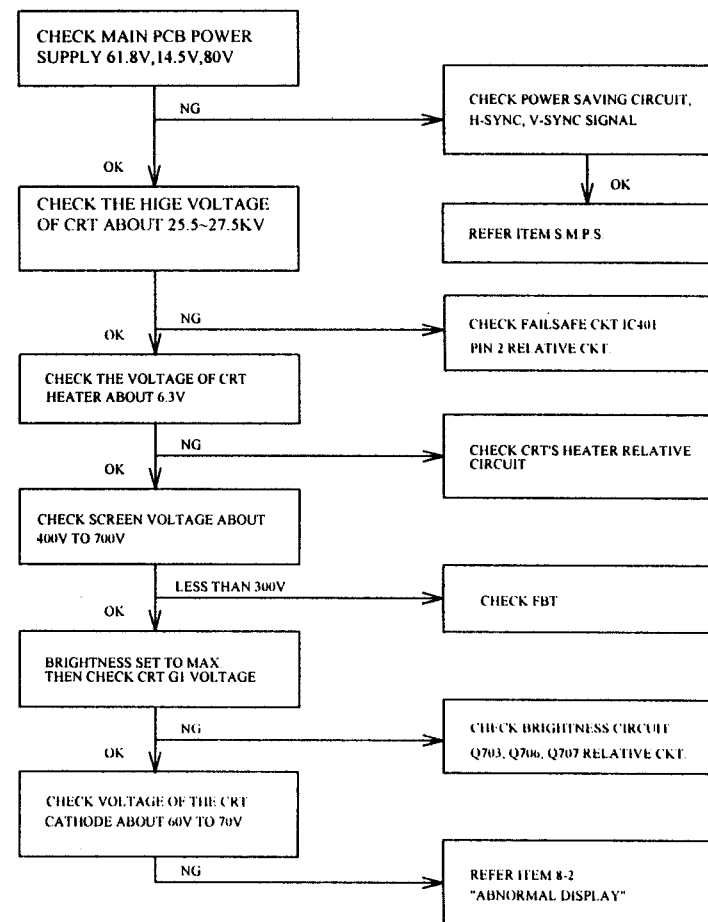 CHECK MAIN PCB POWER
SUPPLY 61.8V,14.5V,80V
NG
CHECK POWER SAVING CIRCUIT,
H-SYNC, V-SYNC SIGNAL
OK
OK
CHECK THE HIGE VOLTAGE
OF CRT ABOUT 25.5~27.5KV
REFER ITEM S M P S.
NG
CHECK FAILSAFE CKT IC401
PIN 2 RELATIVE CKT.
OK
CHECK THE VOLTAGE OF CRT
HEATER ABOUT 6.3V
NG
CHECK CRT'S HEATER RELATIVE
CIRCUIT
OK
CHECK SCREEN VOLTAGE ABOUT
400V TO 700V
LESS THAN 300V
CHECK FBT
OK
BRIGHTNESS SET TO MAX.
THEN CHECK CRT G1 VOLTAGE
NG
CHECK BRIGHTNESS CIRCUIT
Q703, Q706, Q707 RELATIVE CKT.
OK
CHECK VOLTAGE OF THE CRT
CATHODE ABOUT 60V TO 70V
NG
REFER ITEM 8-2
"ABNORMAL DISPLAY"